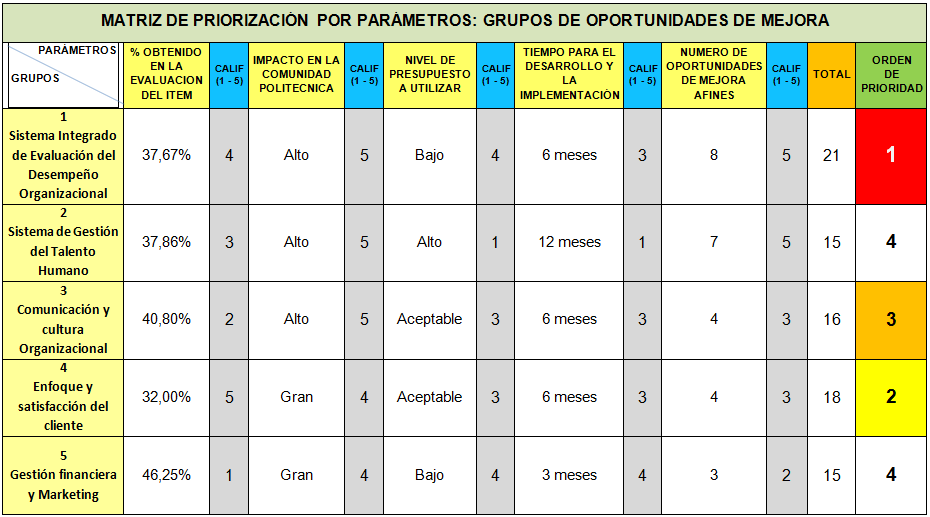 MATRIZ DE PRIORIZACIÓN POR PARÁMETROS: GRUPOS DE OPORTUNIDADES DE MEJORA
PARÁMETROS
GRUPOS
% OBTENIDO
EN LA
EVALUACION
DEL ITEM
CALIF
(1 - 5)
IMPACTO EN LA
COMUNIDAD
POLITECNICA
CALIF
(1 - 5)
NIVEL DE
PRESUPUESTO
A UTILIZAR
CALIF
(1 - 5)
TIEMPO PARA EL
DESARROLLO Y
LA
IMPLEMENTACIÓN
CALIF
(1 - 5)
NUMERO DE
OPORTUNIDADES
DE MEJORA
AFINES
CALIF
(1 - 5)
TOTAL
ORDEN
DE
PRIORIDAD
1
Sistema Integrado
de Evaluación del
Desempeño
Organizacional
37,67% 4 Alto 5 Bajo 4 6 meses 3 8 5 21 1
2
Sistema de Gestión
del Talento
Humano
37,86% 3 Alto 5 Alto 1 12 meses 1 7 5 15 4
3
Comunicación y
cultura
Organizacional
40,80% 2 Alto 5 Aceptable 3 6 meses 3 4 3 16 3
4
Enfoque y
satisfacción del
cliente
32,00% 5 Gran 4 Aceptable 3 6 meses 3 4 3 18 2
5
Gestión financiera
y Marketing
46,25% 1 Gran 4 Bajo 4 3 meses 4 3 2 15 4